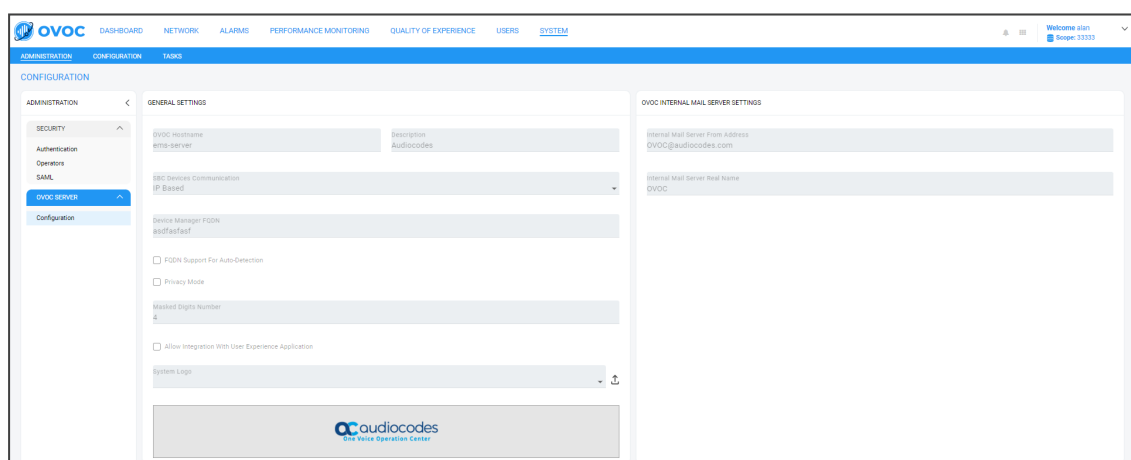 OVOC DASHBOARD NETWORK ALARMS PERFORMANCE MONITORING QUALITY OF EXPERIENCE USERS SYSTEM
Welcome alan
Scope: 33333
ADMINISTRATION CONFIGURATION TASKS
CONFIGURATION
ADMINISTRATION
SECURITY
Authentication
Operators
SAML
OVOC SERVER
Configuration
GENERAL SETTINGS
OVOC Hostname
ems-server
Description
Audiocodes
SBC Devices Communication
IP Based
Device Manager FQDN
asdfasfasf
FQDN Support For Auto-Detection
Privacy Mode
Masked Digits Number
4
Allow Integration With User Experience Application
System Logo
audiocodes
One Voice Operation Center
OVOC INTERNAL MAIL SERVER SETTINGS
Internal Mail Server From Address
OVOC@audiocodes.com
Internal Mail Server Real Name
OVOC